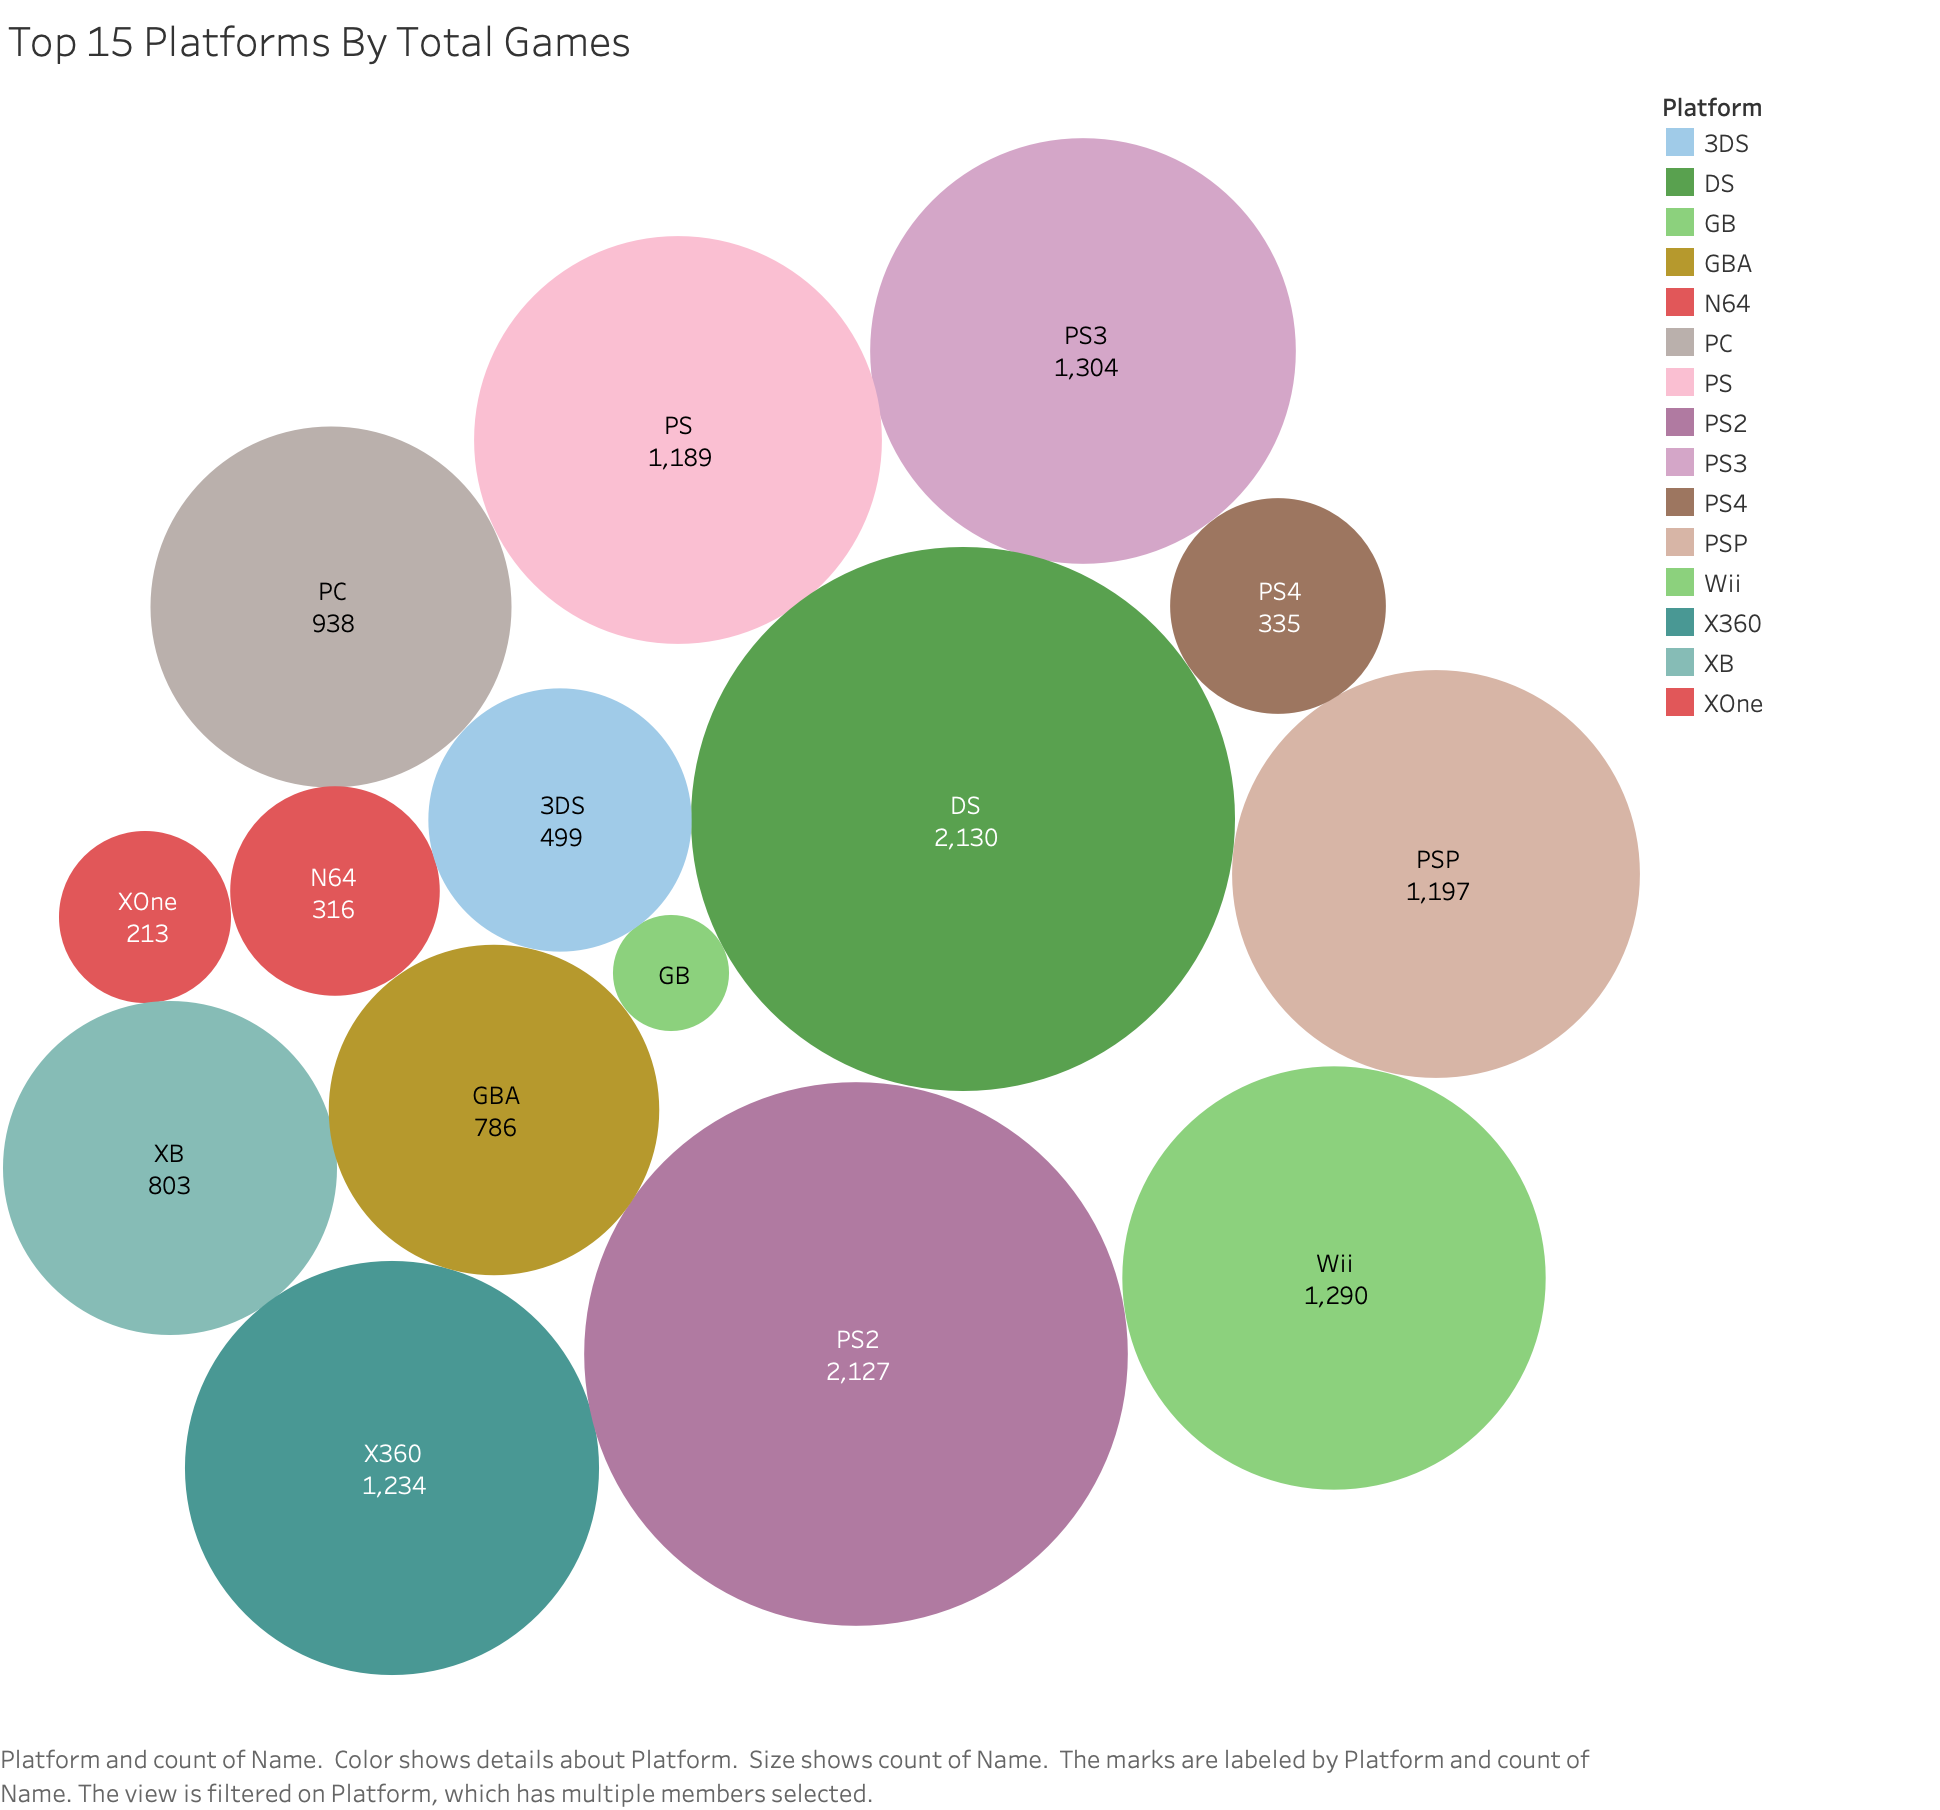 Top 15 Platforms By Total Games
Platform
3DS
DS
GB
GBA
N64
PC
PS
PS2
PS3
PS4
PSP
Wii
X360
XB
XOne
PS3
1,304
PS
1,189
PC
938
PS4
335
3DS
499
DS
2,130
PSP
1,197
N64
316
XOne
213
GB
GBA
786
XB
803
Wii
1,290
PS2
2,127
X360
1,234
Platform and count of Name.  Color shows details about Platform.  Size shows count of Name.  The marks are labeled by Platform and count of
Name. The view is filtered on Platform, which has multiple members selected.